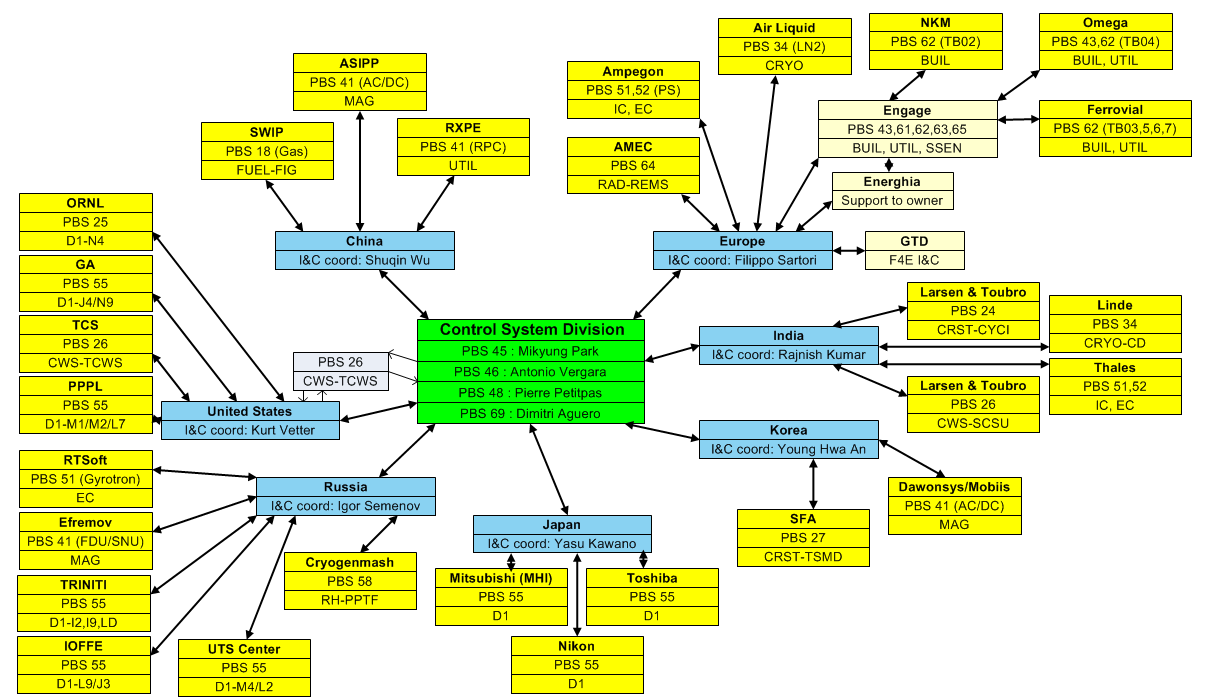 Air Liquid
PBS 34 (LN2)
CRYO
NKM
PBS 62 (TB02)
BUIL
Omega
PBS 43,62 (TB04)
BUIL, UTIL
ASIPP
PBS 41 (AC/DC)
MAG
Ampegon
PBS 51,52 (PS)
IC, EC
Engage
PBS 43,61,62,63,65
BUIL, UTIL, SSEN
Ferrovial
PBS 62 (TB03,5,6,7)
BUIL, UTIL
SWIP
PBS 18 (Gas)
FUEL-FIG
RXPE
PBS 41 (RPC)
UTIL
AMEC
PBS 64
RAD-REMS
Energhia
Support to owner
ORNL
PBS 25
D1-N4
China
I&C coord: Shuqin Wu
Europe
I&C coord: Filippo Sartori
GTD
F4E I&C
GA
PBS 55
D1-J4/N9
Larsen & Toubro
PBS 24
CRST-CYCI
Linde
PBS 34
CRYO-CD
TCS
PBS 26
CWS-TCWS
Control System Division
PBS 45 : Mikyung Park
PBS 46 : Antonio Vergara
PBS 48 : Pierre Petitpas
PBS 69 : Dimitri Aguero
India
I&C coord: Rajnish Kumar
PBS 26
CWS-TCWS
Thales
PBS 51,52
IC, EC
PPPL
PBS 55
D1-M1/M2/L7
Larsen & Toubro
PBS 26
CWS-SCSU
United States
I&C coord: Kurt Vetter
Korea
I&C coord: Young Hwa An
RTSoft
PBS 51 (Gyrotron)
EC
Russia
I&C coord: Igor Semenov
Dawonsys/Mobiis
PBS 41 (AC/DC)
MAG
Efremov
PBS 41 (FDU/SNU)
MAG
Japan
I&C coord: Yasu Kawano
SFA
PBS 27
CRST-TSMD
Cryogenmash
PBS 58
RH-PPTF
Mitsubishi (MHI)
PBS 55
D1
Toshiba
PBS 55
D1
TRINITI
PBS 55
D1-I2,I9,LD
IOFFE
PBS 55
D1-L9/J3
UTS Center
PBS 55
D1-M4/L2
Nikon
PBS 55
D1